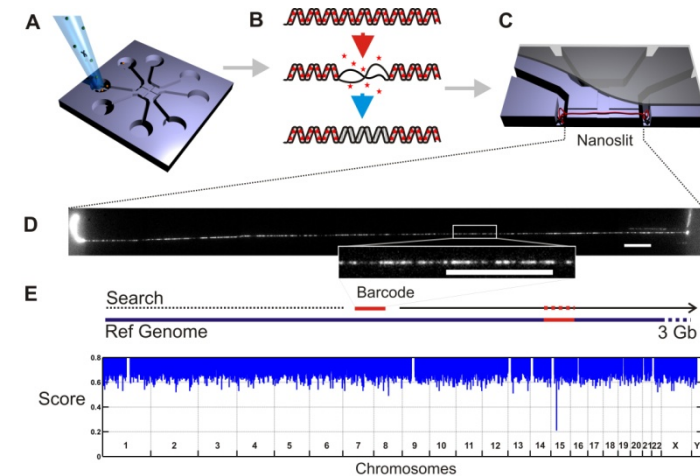 A
B
C
Nanoslit
D
Barcode
E
Search
Ref Genome
3 Gb
Score
0.8
0.6
0.4
0.2
0
1 2 3 4 5 6 7 8 9 10 11 12 13 14 15 16 17 18 19 20 21 22 X Y
Chromosomes